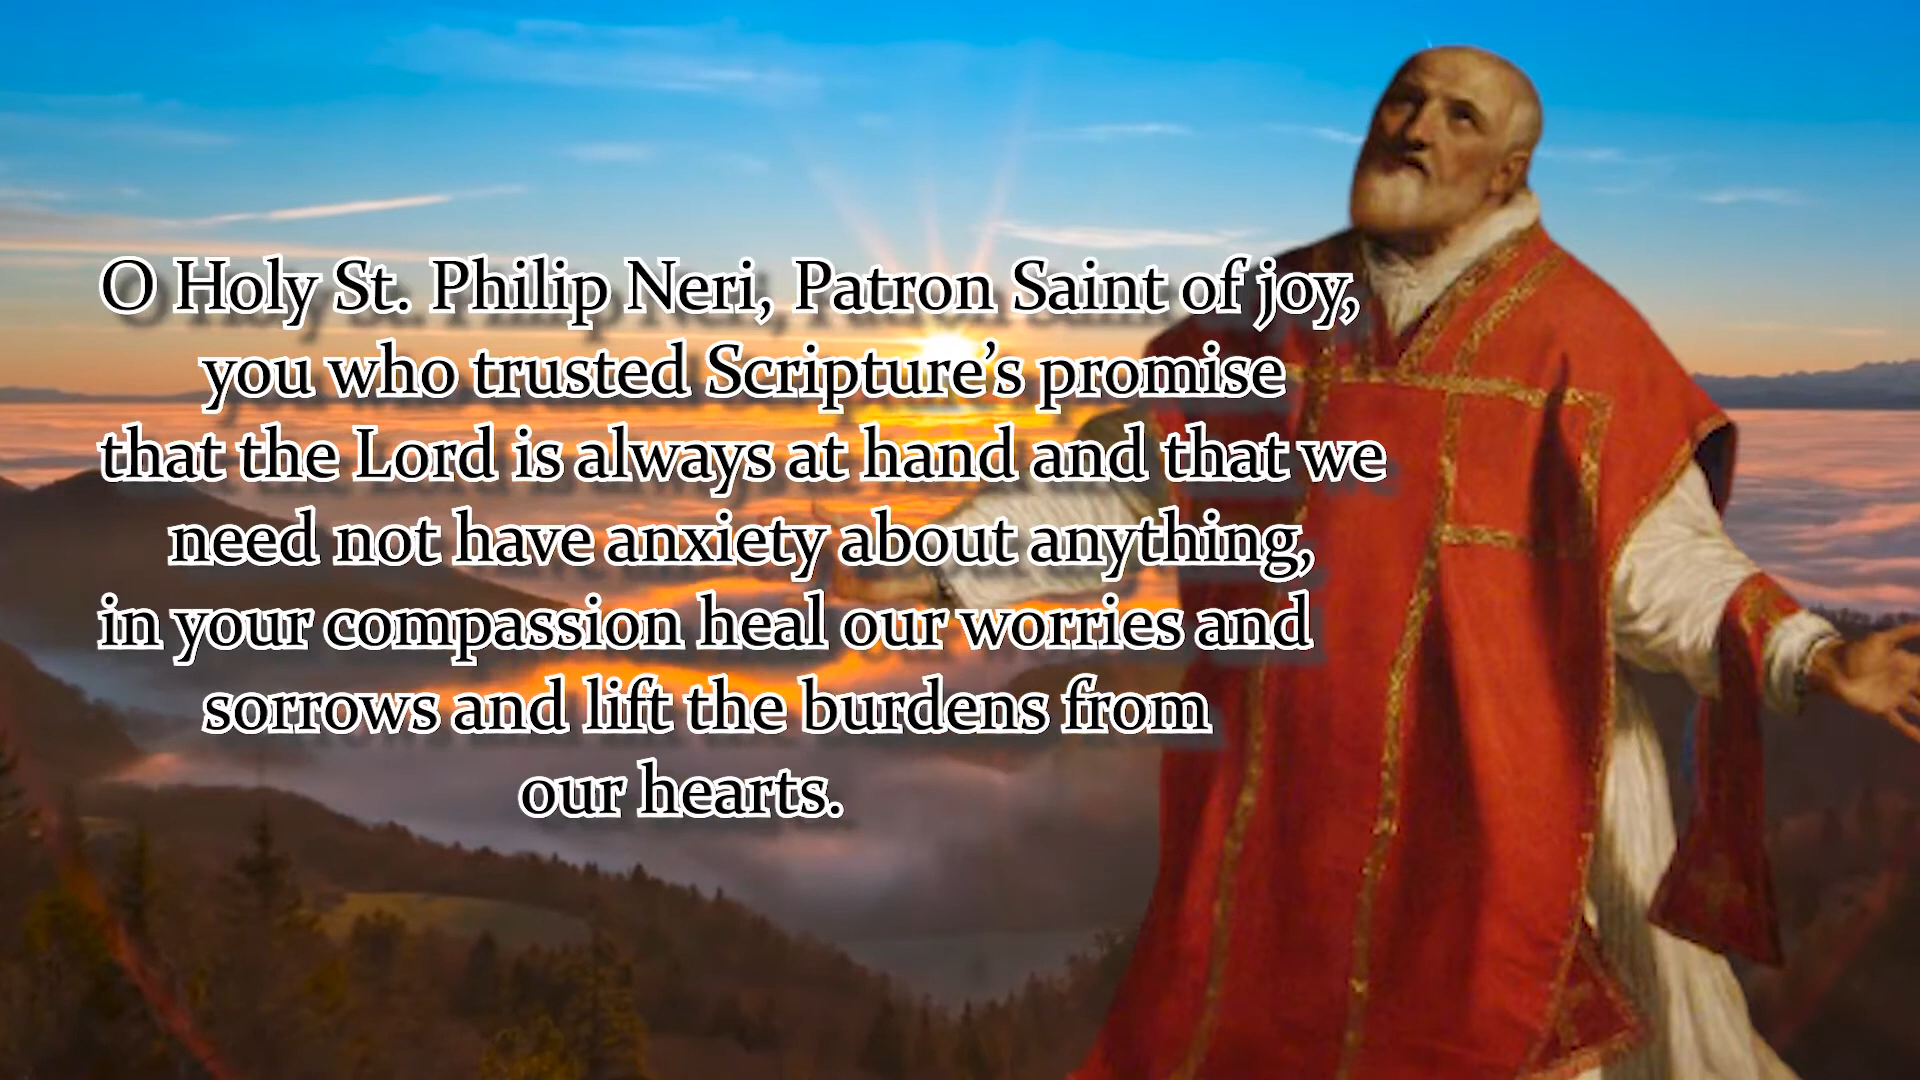 O Holy St. Philip Neri, Patron Saint of joy,
you who trusted Scripture’s promise
that the Lord is always at hand and that we
need not have anxiety about anything,
in your compassion heal our worries and
sorrows and lift the burdens from
our hearts.